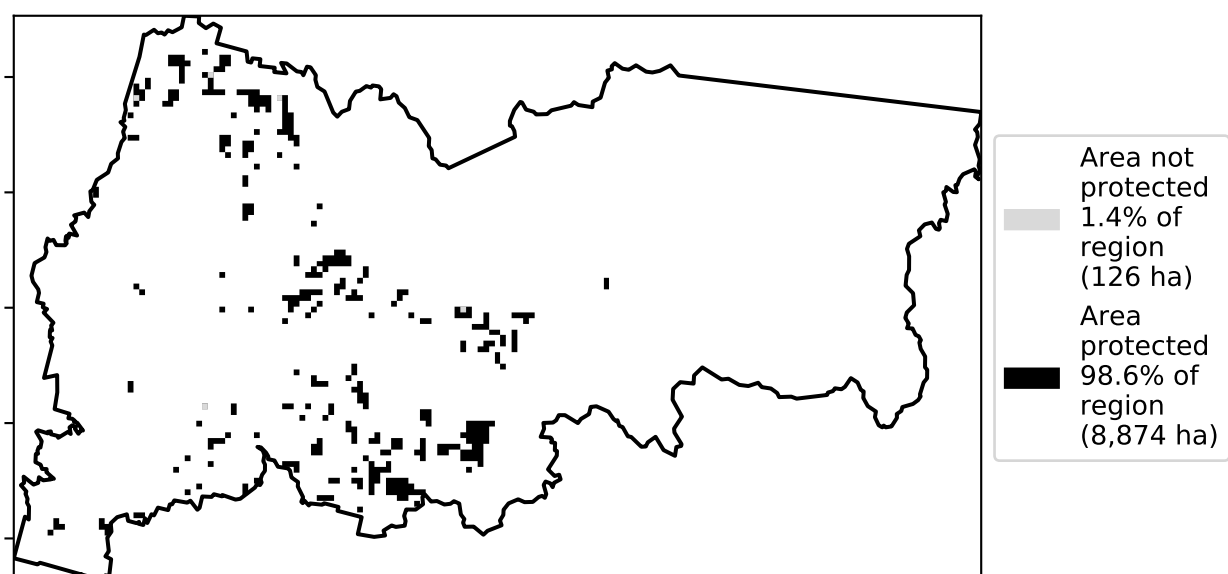 Area not
protected
1.4% of
region
(126 ha)
Area
protected
98.6% of
region
(8,874 ha)